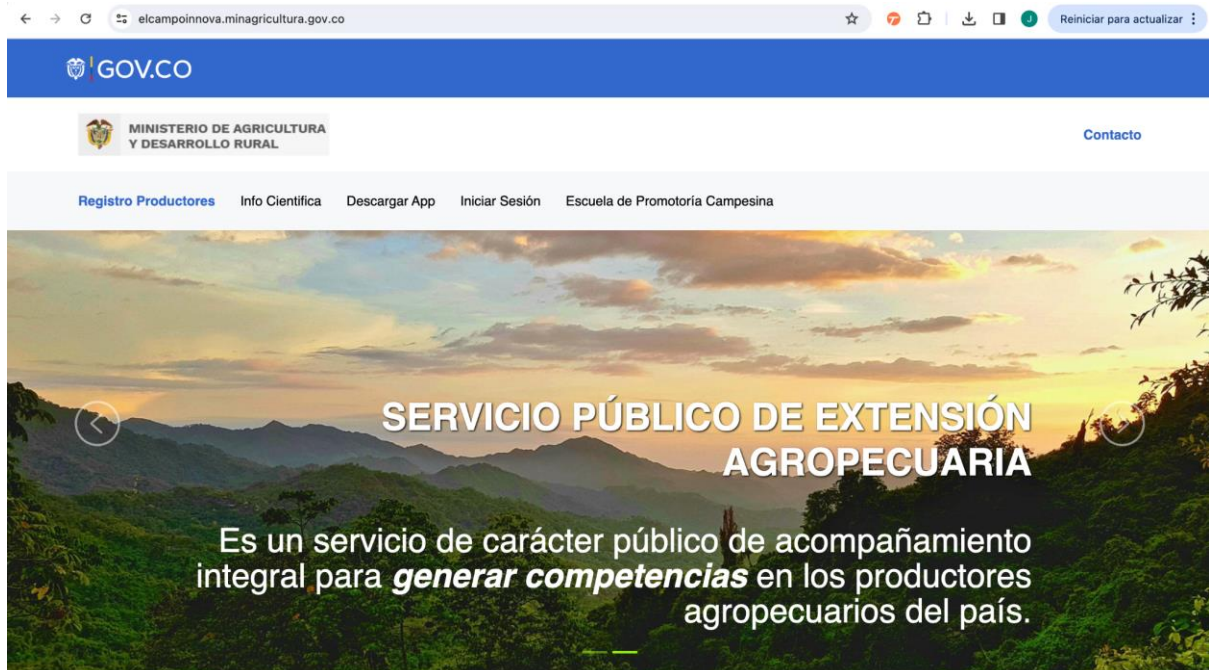 elcampoinnova.minagricultura.gov.co
J
Reiniciar para actualizar
GOV.CO
MINISTERIO DE AGRICULTURA
Y DESARROLLO RURAL
Contacto
Registro Productores Info Cientifica Descargar App Iniciar Sesión Escuela de Promotoría Campesina
SERVICIO PÚBLICO DE EXTENSIÓN
AGROPECUARIA
Es un servicio de carácter público de acompañamiento
integral para generar competencias en los productores
agropecuarios del país.